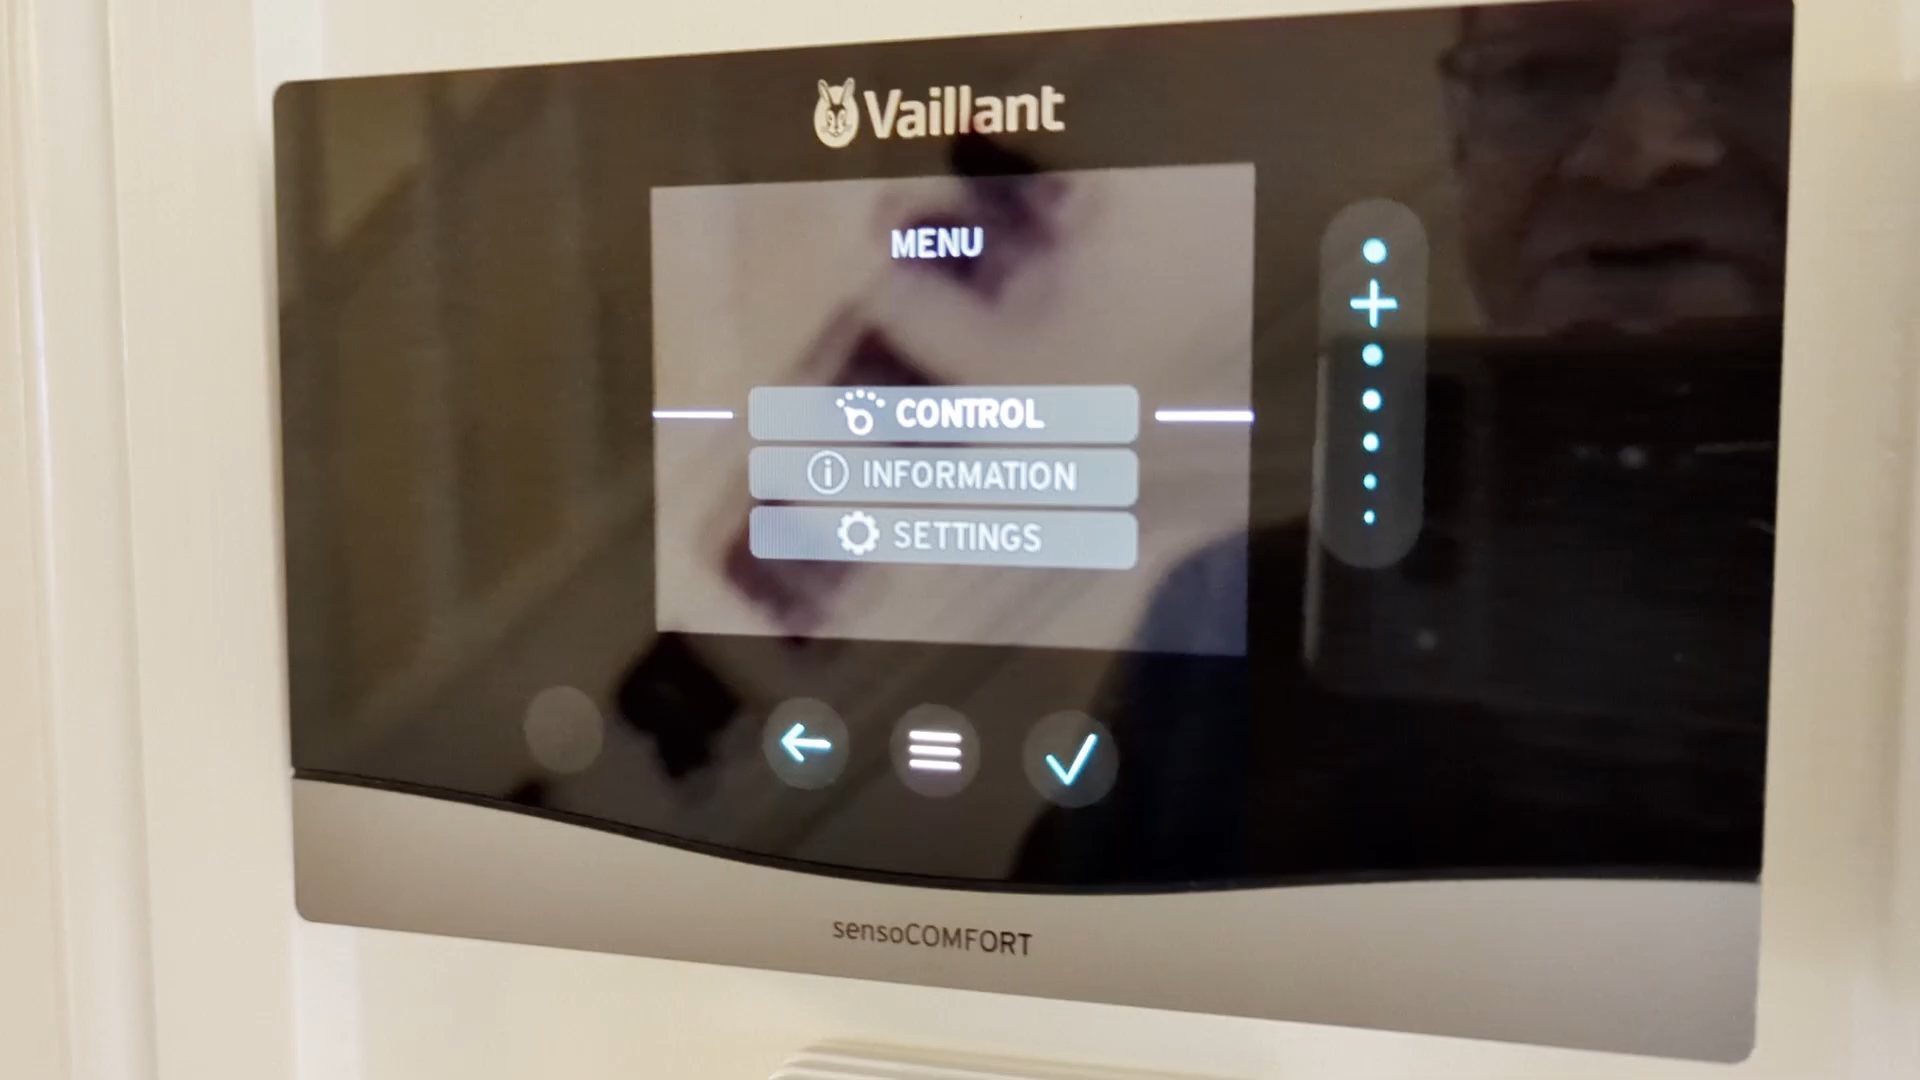 Vaillant
MENU
CONTROL
INFORMATION
SETTINGS
sensoCOMFORT